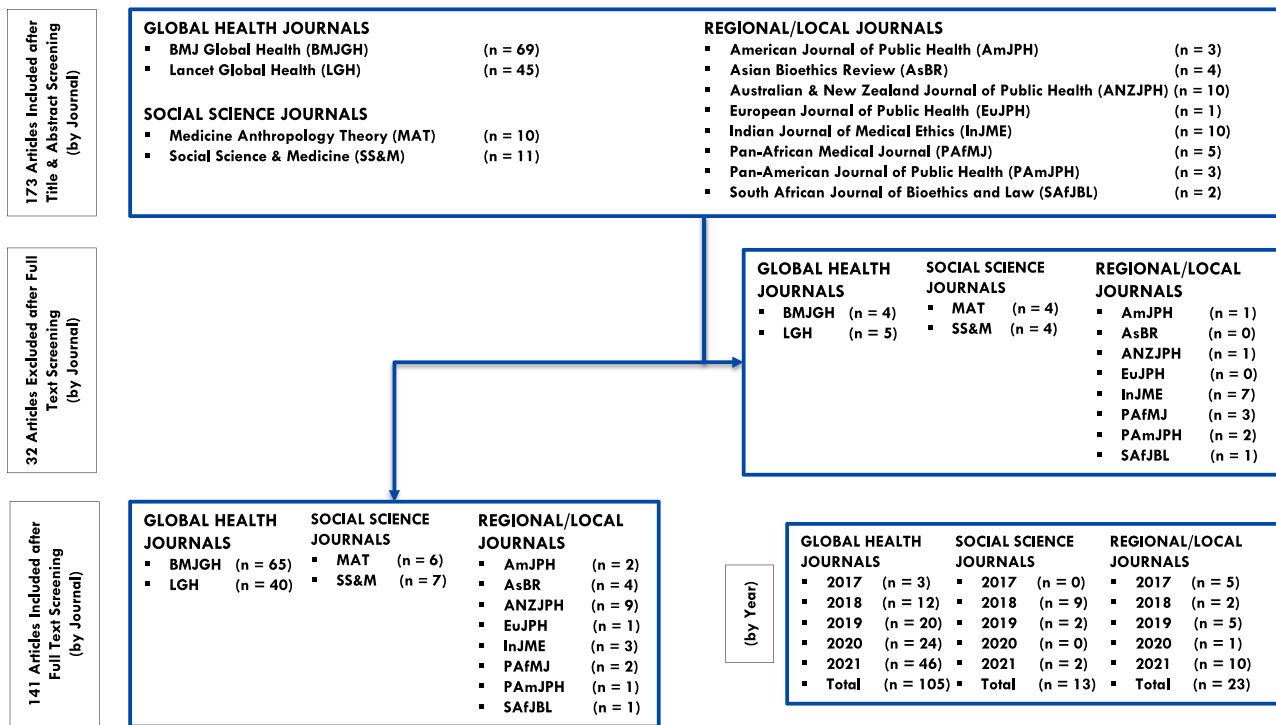 173 Articles Included after
Title & Abstract Screening
(by Journal)
GLOBAL HEALTH JOURNALS
▪ BMJ Global Health (BMJGH) (n = 69)
▪ Lancet Global Health (LGH) (n = 45)
SOCIAL SCIENCE JOURNALS
▪ Medicine Anthropology Theory (MAT) (n = 10)
▪ Social Science & Medicine (SS&M) (n = 11)
REGIONAL/LOCAL JOURNALS
▪ American Journal of Public Health (AmJPH) (n = 3)
▪ Asian Bioethics Review (AsBR) (n = 4)
▪ Australian & New Zealand Journal of Public Health (ANZJPH) (n = 10)
▪ European Journal of Public Health (EuJPH) (n = 1)
▪ Indian Journal of Medical Ethics (InJME) (n = 10)
▪ Pan-African Medical Journal (PAfMJ) (n = 5)
▪ Pan-American Journal of Public Health (PAmJPH) (n = 3)
▪ South African Journal of Bioethics and Law (SAfJBL) (n = 2)
32 Articles Excluded after Full
Text Screening
(by Journal)
GLOBAL HEALTH
JOURNALS
▪ BMJGH (n = 4)
▪ LGH (n = 5)
SOCIAL SCIENCE
JOURNALS
▪ MAT (n = 4)
▪ SS&M (n = 4)
REGIONAL/LOCAL
JOURNALS
▪ AmJPH (n = 1)
▪ AsBR (n = 0)
▪ ANZJPH (n = 1)
▪ EuJPH (n = 0)
▪ InJME (n = 7)
▪ PAfMJ (n = 3)
▪ PAmJPH (n = 2)
▪ SAfJBL (n = 1)
141 Articles Included after
Full Text Screening
(by Journal)
GLOBAL HEALTH
JOURNALS
▪ BMJGH (n = 65)
▪ LGH (n = 40)
SOCIAL SCIENCE
JOURNALS
▪ MAT (n = 6)
▪ SS&M (n = 7)
REGIONAL/LOCAL
JOURNALS
▪ AmJPH (n = 2)
▪ AsBR (n = 4)
▪ ANZJPH (n = 9)
▪ EuJPH (n = 1)
▪ InJME (n = 3)
▪ PAfMJ (n = 2)
▪ PAmJPH (n = 1)
▪ SAfJBL (n = 1)
(by Year)
GLOBAL HEALTH
JOURNALS
▪ 2017 (n = 3)
▪ 2018 (n = 12)
▪ 2019 (n = 20)
▪ 2020 (n = 24)
▪ 2021 (n = 46)
▪ Total (n = 105)
SOCIAL SCIENCE
JOURNALS
▪ 2017 (n = 0)
▪ 2018 (n = 9)
▪ 2019 (n = 2)
▪ 2020 (n = 0)
▪ 2021 (n = 2)
▪ Total (n = 13)
REGIONAL/LOCAL
JOURNALS
▪ 2017 (n = 5)
▪ 2018 (n = 2)
▪ 2019 (n = 5)
▪ 2020 (n = 1)
▪ 2021 (n = 10)
▪ Total (n = 23)